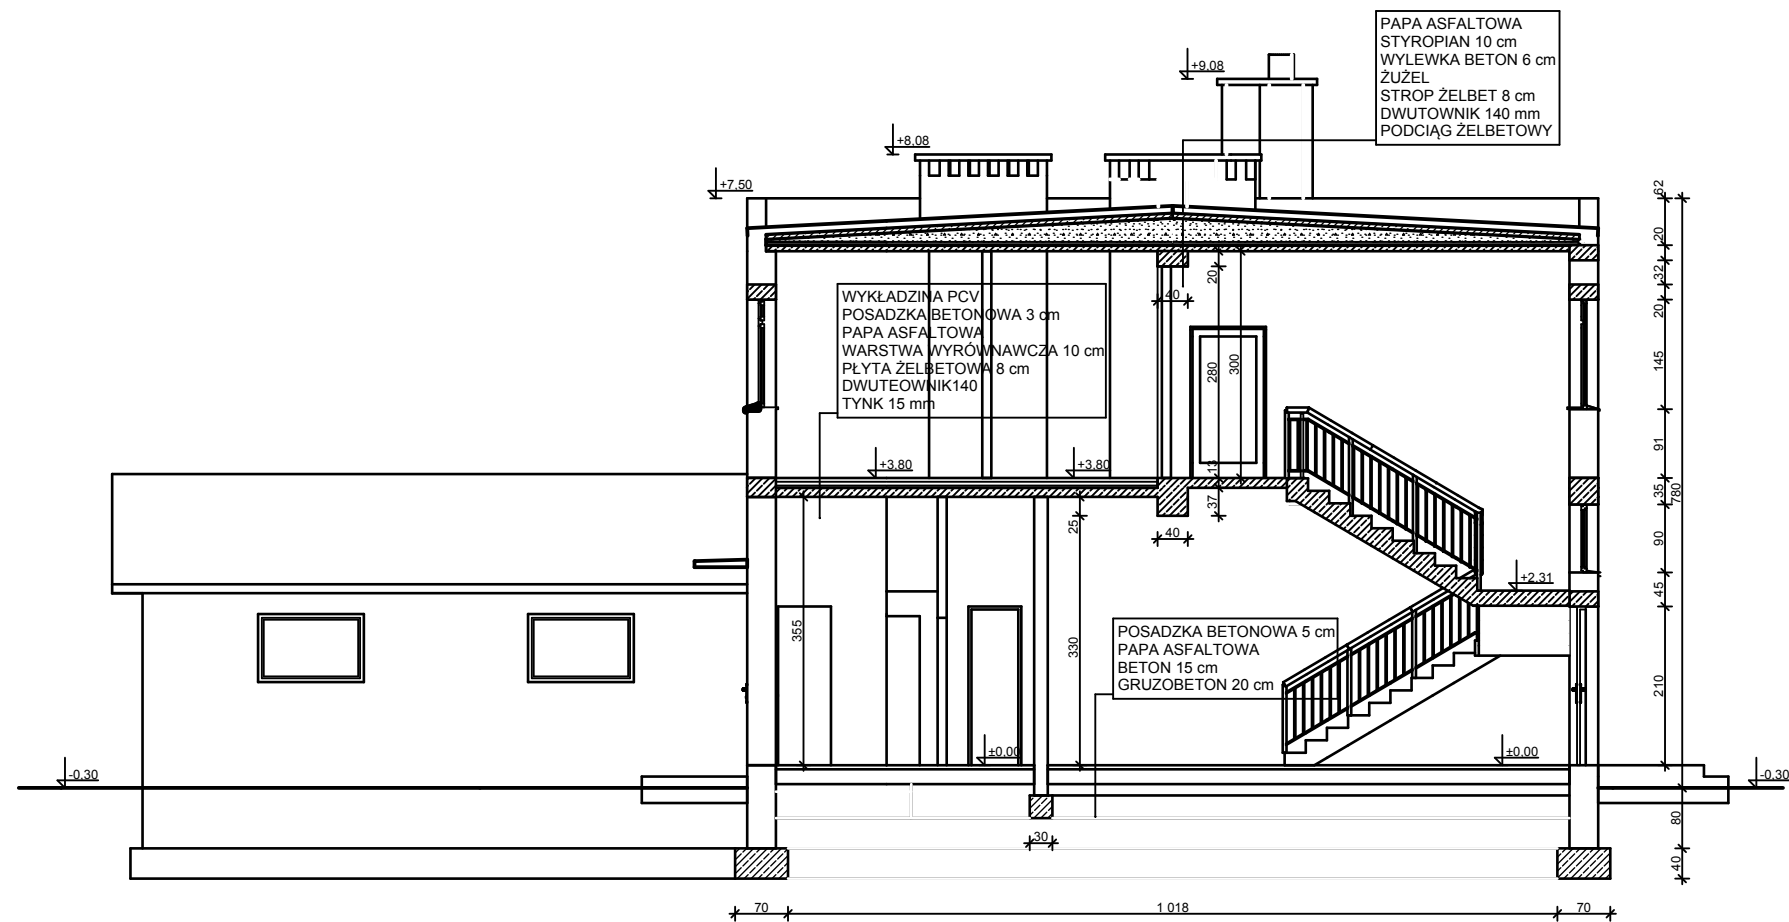 PAPA ASFALTOWA
STYROPIAN 10 cm
WYLEWKA BETON 6 cm
ŻUŻEL
STROP ŻELBET 8 cm
DWUTOWNIK 140 mm
PODCIĄG ŻELBETOWY
+9,08
+8,08
+7,50
62
20
32
20
145
91
35
780
90
45
210
80
40
20
40
280
300
13
37
40
WYKŁADZINA PCV
POSADZKA BETONOWA 3 cm
PAPA ASFALTOWA
WARSTWA WYRÓWNAWCZA 10 cm
PŁYTA ŻELBETOWA 8 cm
DWUTEOWNIK140
TYNK 15 mm
+3,80
+3,80
25
355
330
+2,31
POSADZKA BETONOWA 5 cm
PAPA ASFALTOWA
BETON 15 cm
GRUZOBETON 20 cm
±0,00
±0,00
-0,30
-0,30
30
70
1 018
70